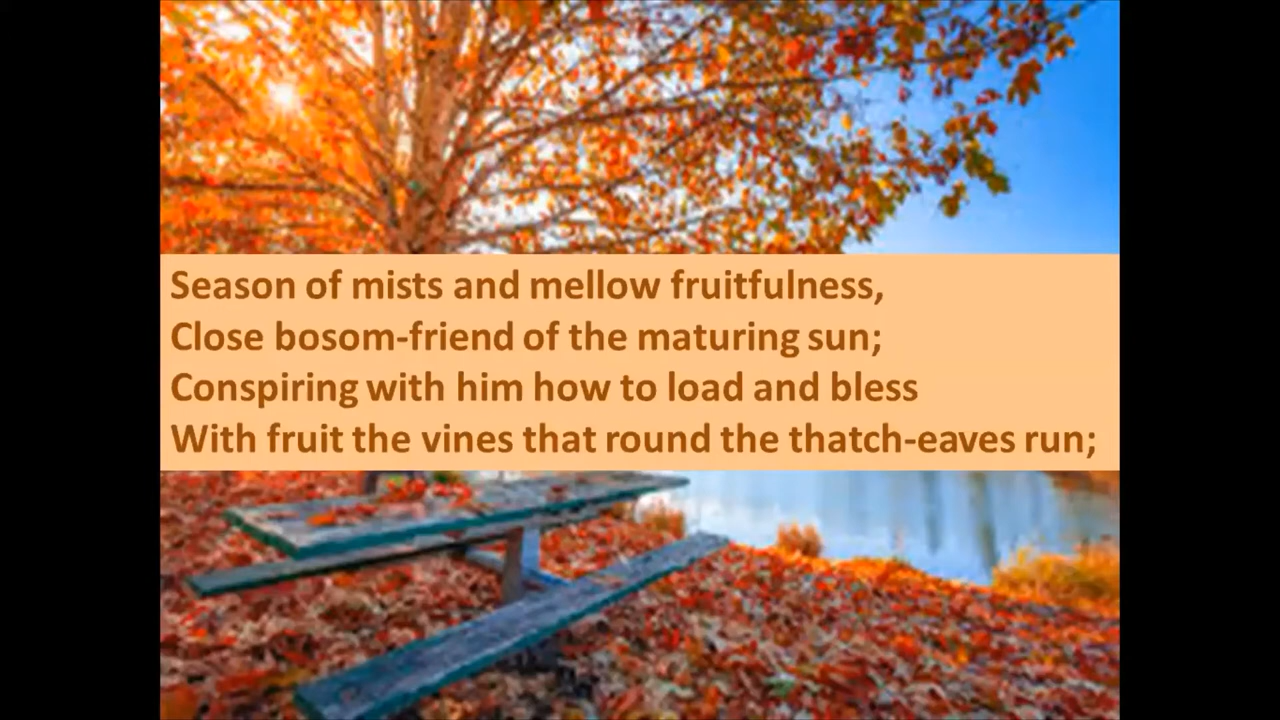 Season of mists and mellow fruitfulness,
Close bosom-friend of the maturing sun;
Conspiring with him how to load and bless
With fruit the vines that round the thatch-eaves run;